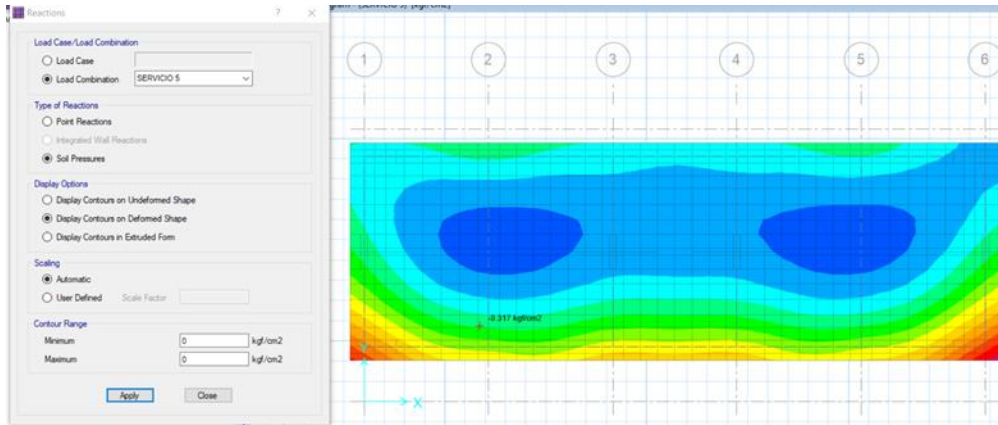 Reactions
? ×
Load Case/Load Combination
Load Case
Load Combination
SERVICIO 5
Type of Reactions
Point Reactions
Integrated Wall Reactions
Soil Pressures
Display Options
Display Contours on Undeformed Shape
Display Contours on Deformed Shape
Display Contours in Extruded Form
Scaling
Automatic
User Defined
Scale Factor
Contour Range
Minimum
0
kgf/cm2
Maximum
0
kgf/cm2
Apply
Close
1
2
3
4
5
6
-0.317 kgf/cm2
X